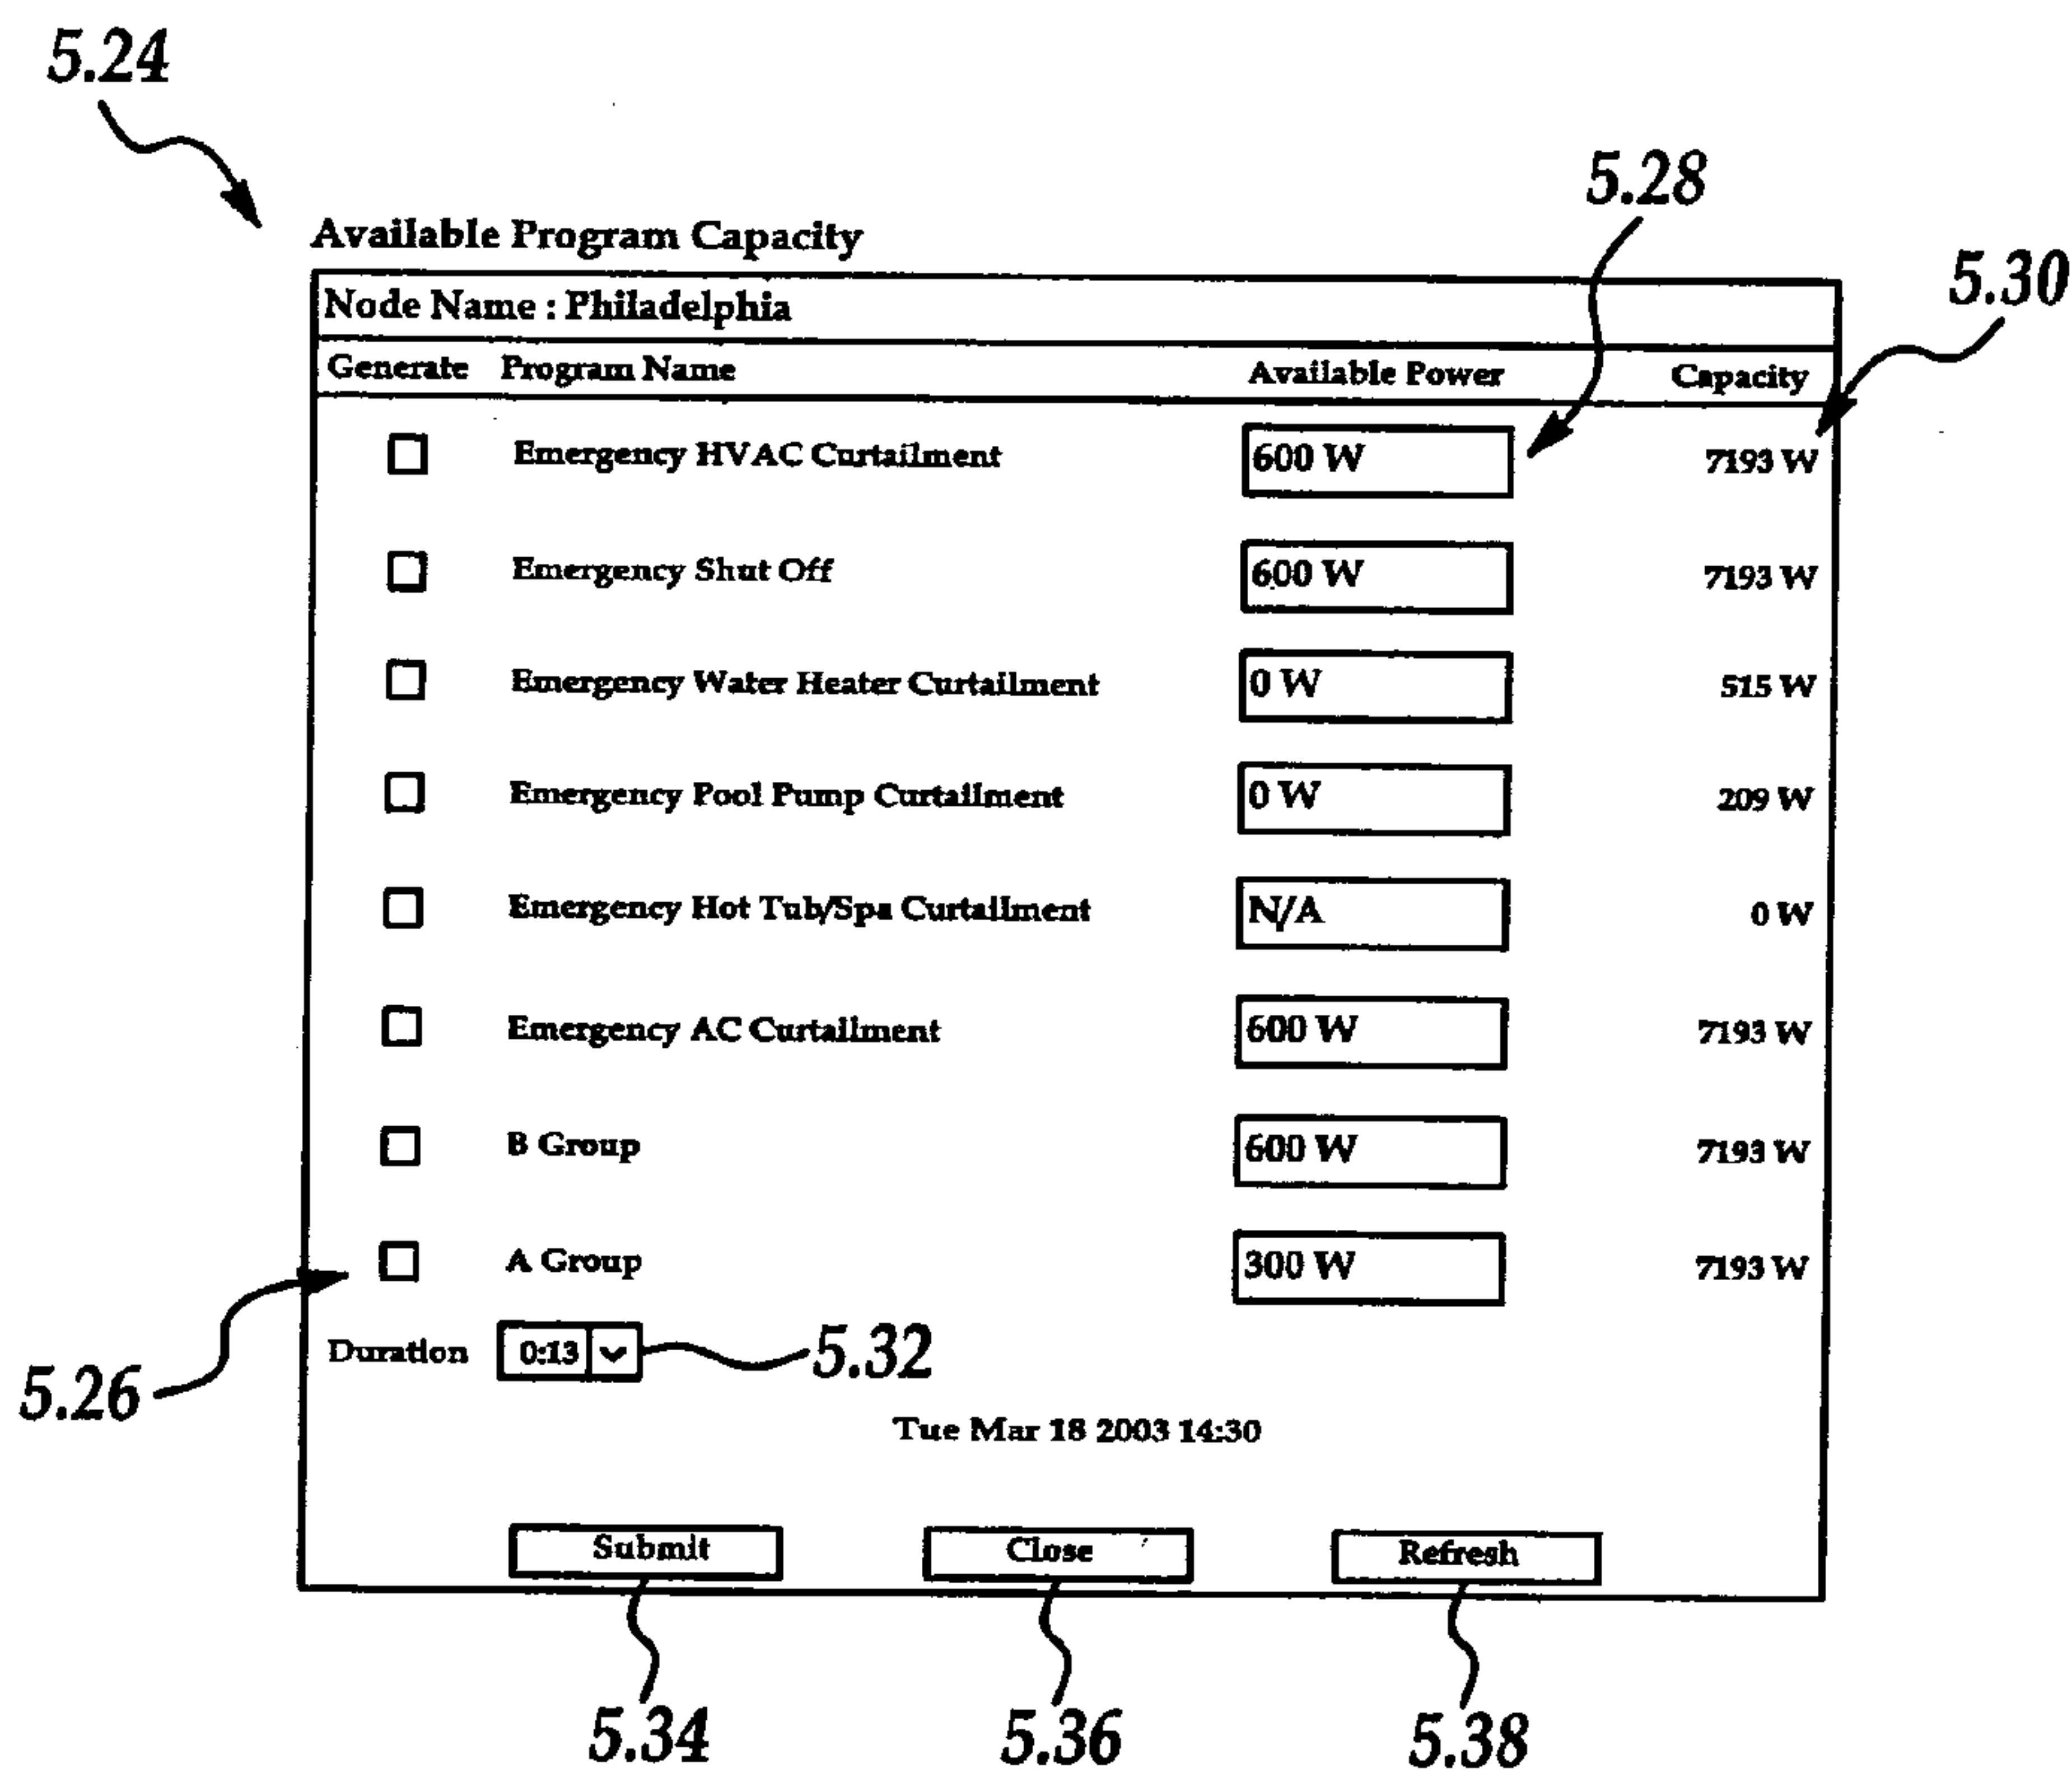 5.24
5.28
5.30
Available Program Capacity
Node Name : Philadelphia
Generate Program Name Available Power Capacity
Emergency HVAC Curtailment 600 W 7193 W
Emergency Shut Off 600 W 7193 W
Emergency Water Heater Curtailment 0 W 515 W
Emergency Pool Pump Curtailment 0 W 209 W
Emergency Hot Tub/Spa Curtailment N/A 0 W
Emergency AC Curtailment 600 W 7193 W
B Group 600 W 7193 W
A Group 300 W 7193 W
Duration 0:13 5.32
5.26
Tue Mar 18 2003 14:30
Submit Close Refresh
5.34 5.36 5.38